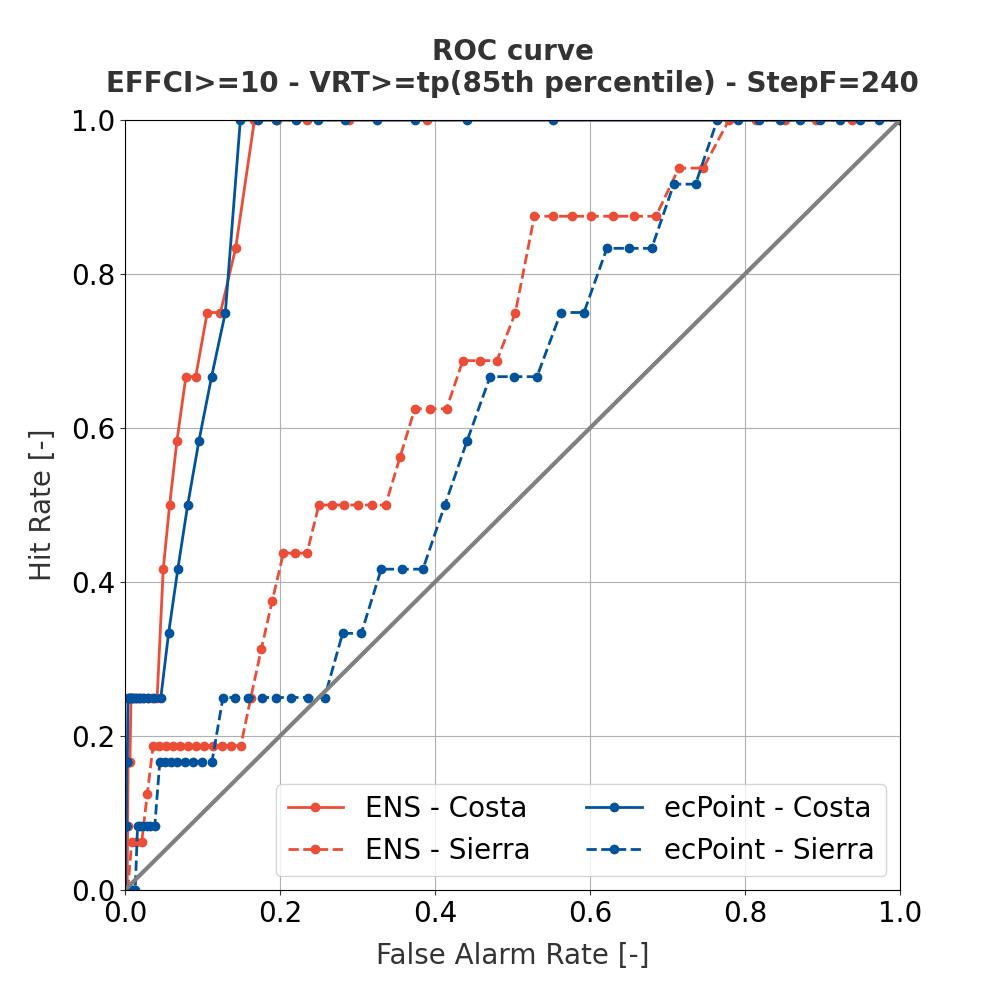 ROC curve
EFFCI>=10 - VRT>=tp(85th percentile) - StepF=240
1.0
0.8
0.6
0.4
0.2
0.0
Hit Rate [-]
ENS - Costa
ENS - Sierra
ecPoint - Costa
ecPoint - Sierra
0.0 0.2 0.4 0.6 0.8 1.0
False Alarm Rate [-]